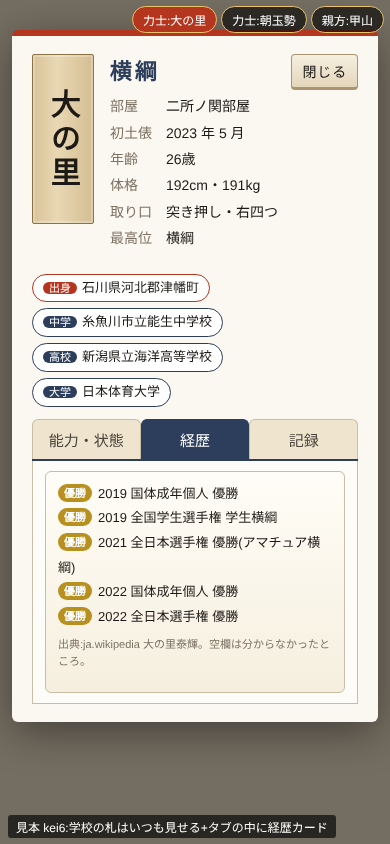 力士:大の里 力士:朝玉勢 親方:甲山
大の里
横綱
閉じる
部屋 二所ノ関部屋
初土俵 2023 年 5 月
年齢 26歳
体格 192cm・191kg
取り口 突き押し・右四つ
最高位 横綱
出身 石川県河北郡津幡町
中学 糸魚川市立能生中学校
高校 新潟県立海洋高等学校
大学 日本体育大学
能力・状態 経歴 記録
優勝 2019 国体成年個人 優勝
優勝 2019 全国学生選手権 学生横綱
優勝 2021 全日本選手権 優勝(アマチュア横
綱)
優勝 2022 国体成年個人 優勝
優勝 2022 全日本選手権 優勝
出典:ja.wikipedia 大の里泰輝。空欄は分からなかったと
ころ。
見本 kei6:学校の札はいつも見せる+タブの中に経歴カード